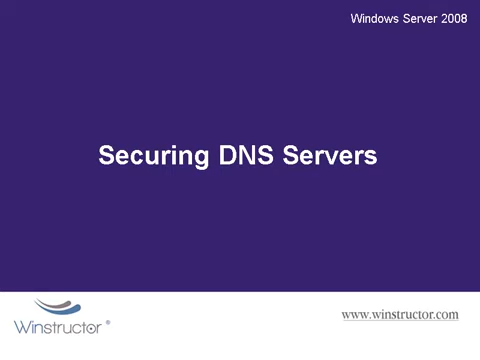 Windows Server 2008
Securing DNS Servers
Winstructor ®
www.winstructor.com